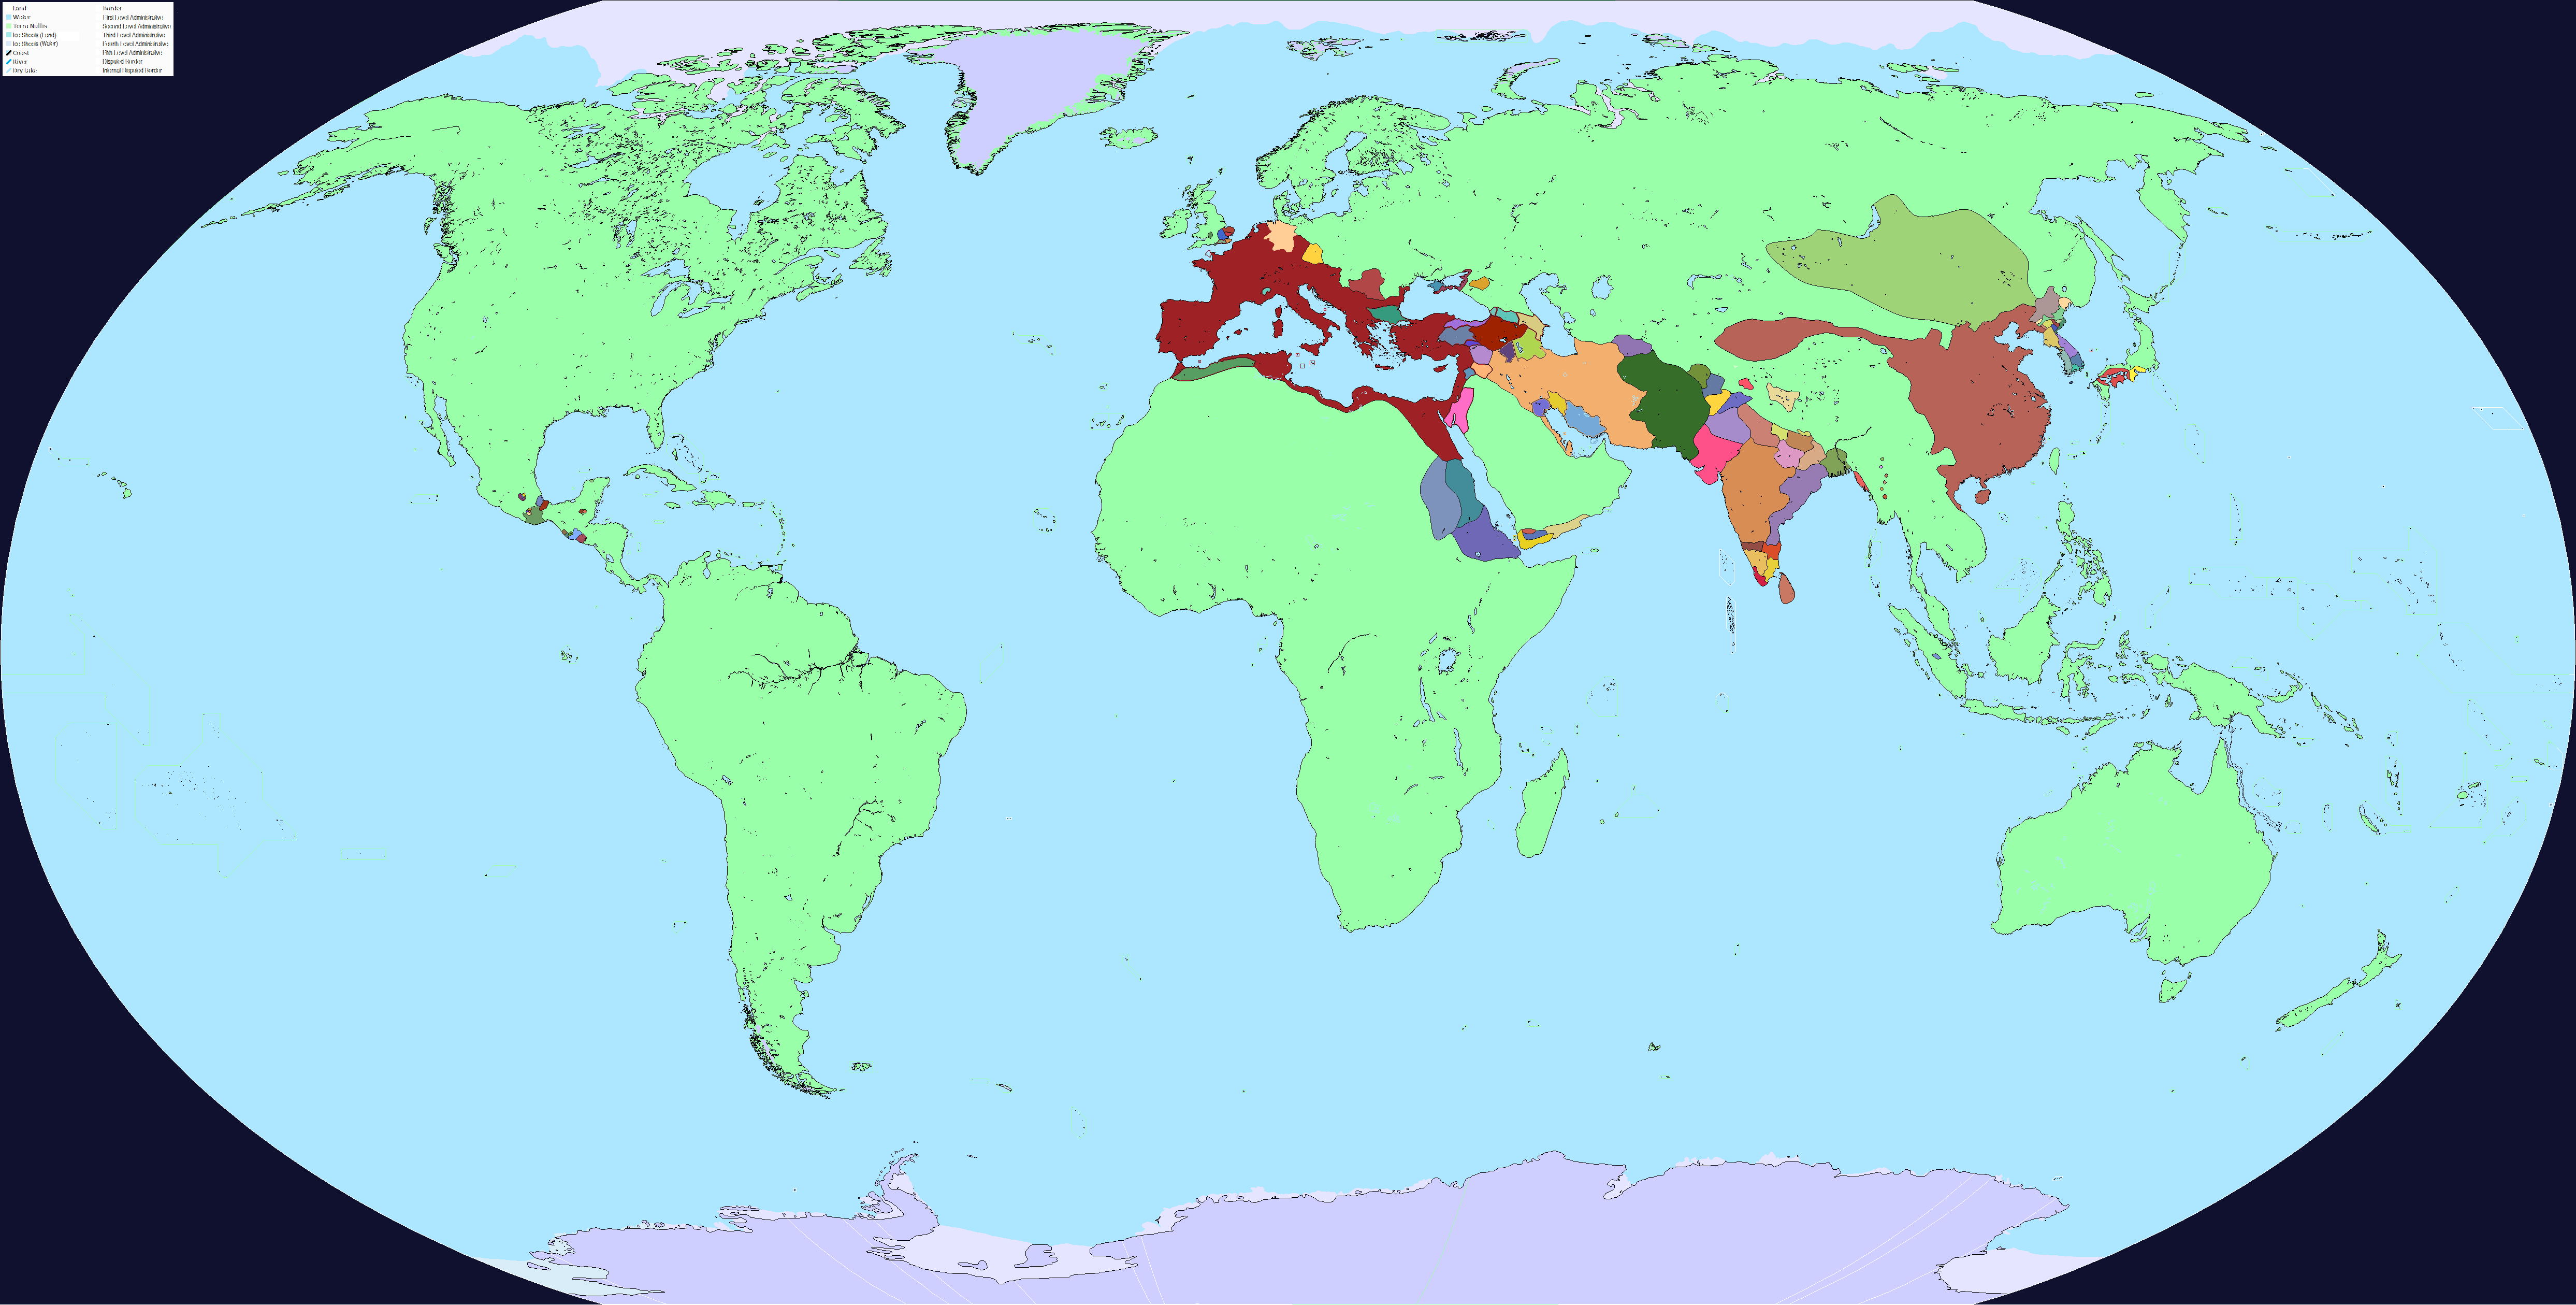 Land
Border
Water
First Level Administrative
Terra Nullis
Second Level Administrative
Ice Sheets (Land)
Third Level Administrative
Ice Sheets (Water)
Fourth Level Administrative
Coast
Fifth Level Administrative
River
Disputed Border
Dry Lake
Internal Disputed Border